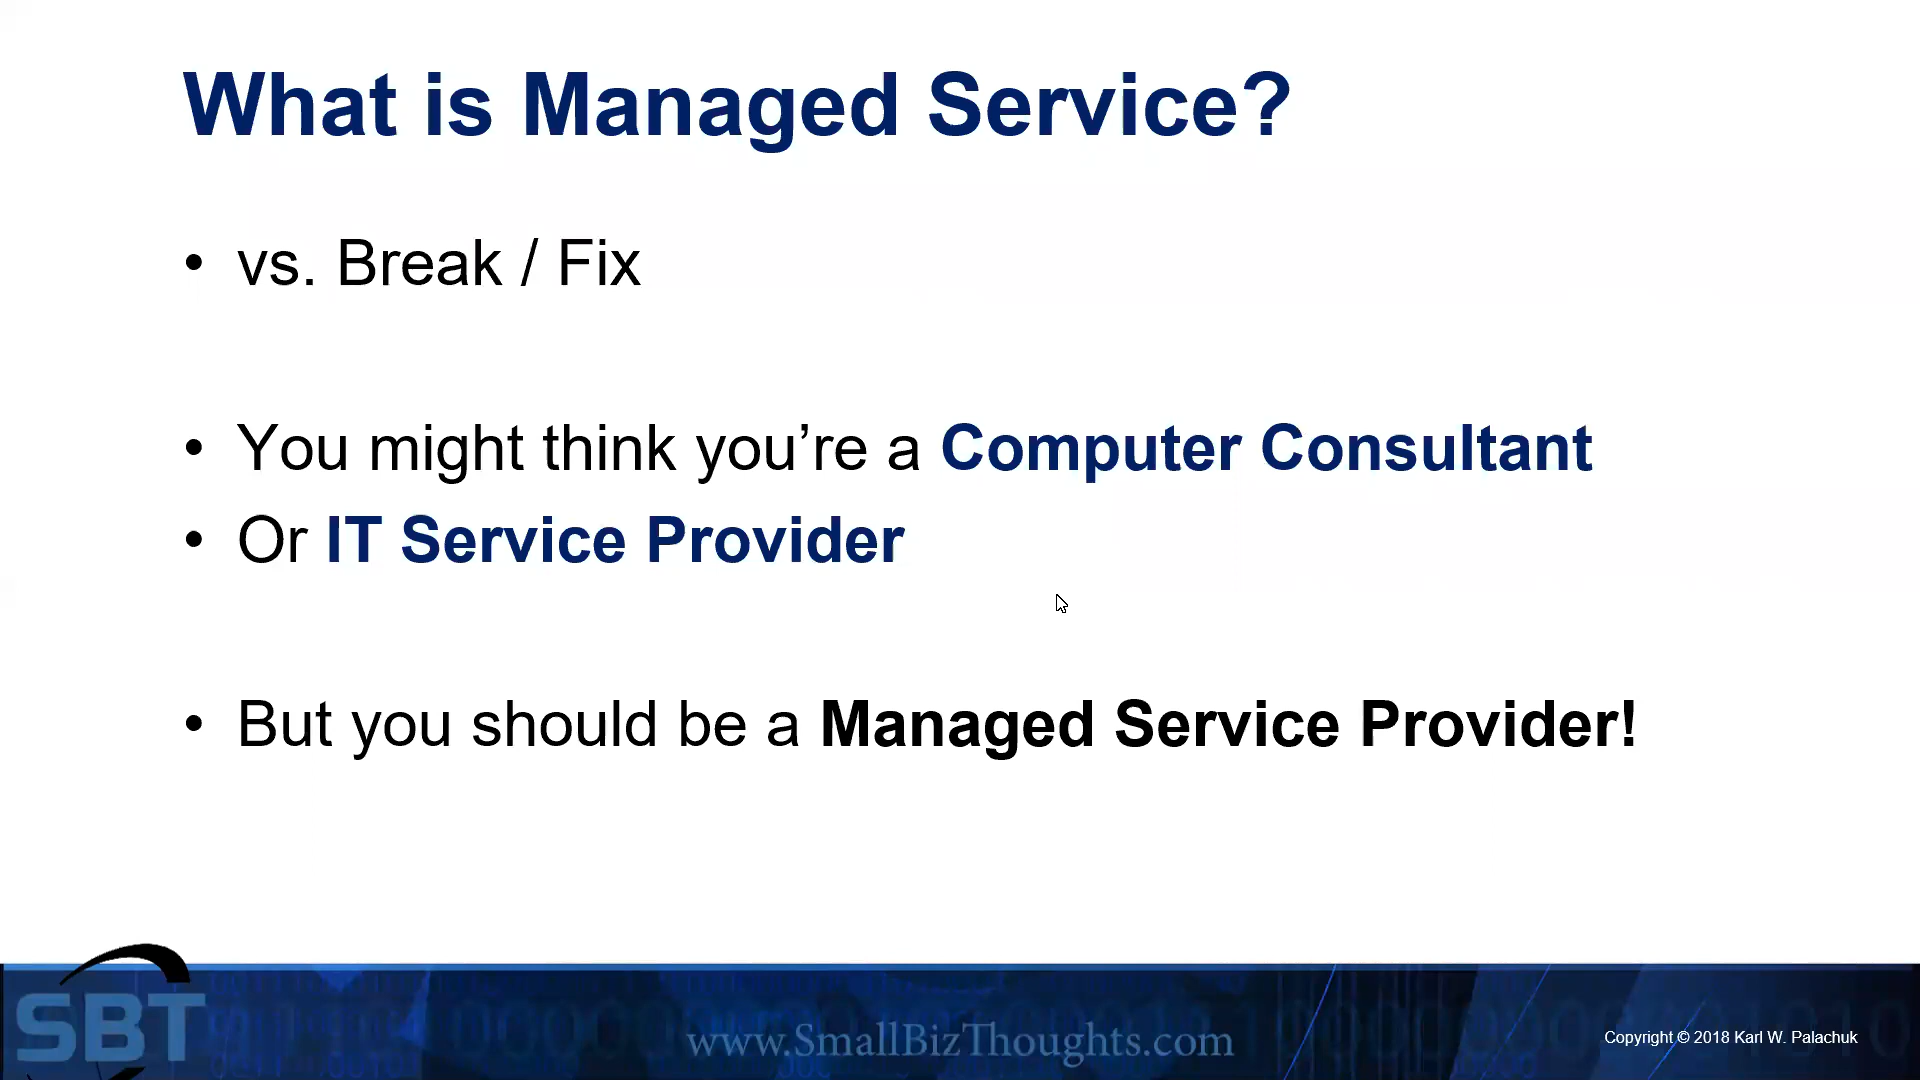 What is Managed Service?
• vs. Break / Fix
• You might think you’re a Computer Consultant
• Or IT Service Provider
• But you should be a Managed Service Provider!
SBT
www.SmallBizThoughts.com
Copyright © 2018 Karl W. Palachuk